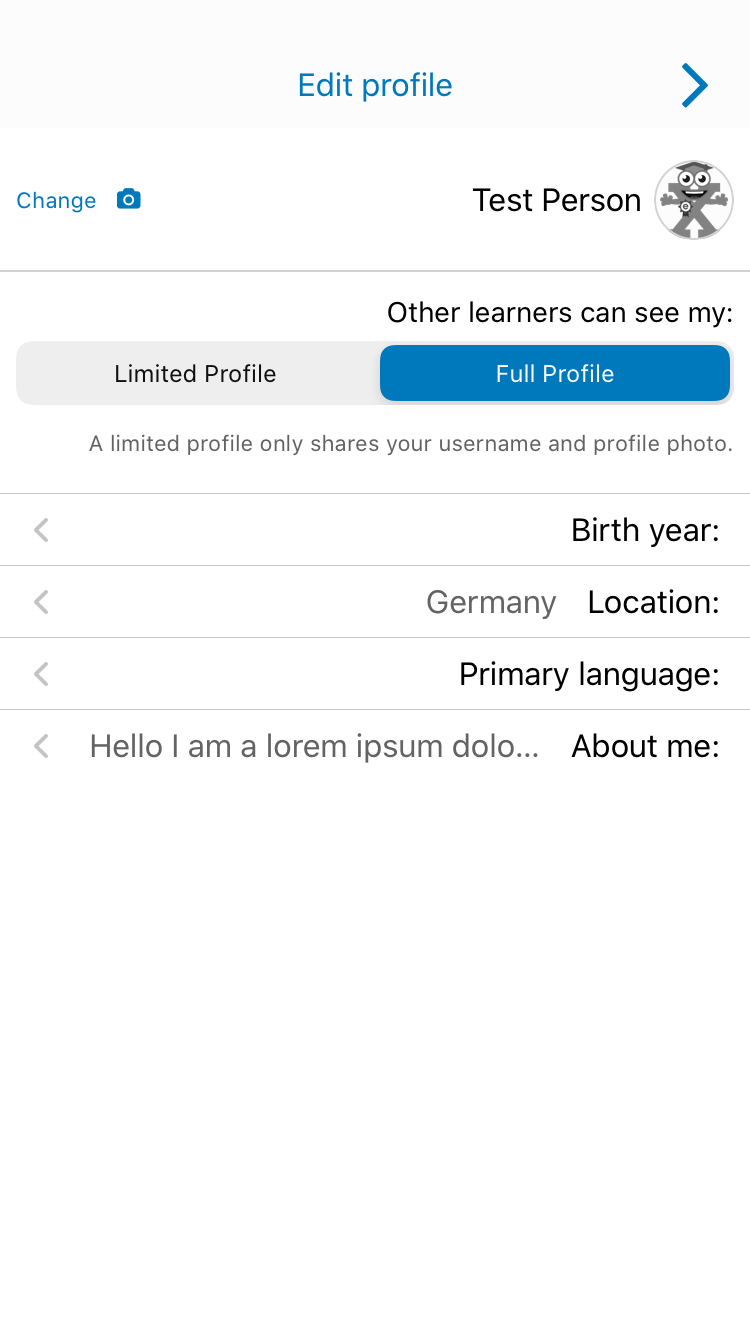 Edit profile
Test Person
Change
Other learners can see my:
Full Profile
Limited Profile
A limited profile only shares your username and profile photo.
Birth year:
Location: Germany
Primary language:
About me: Hello I am a lorem ipsum dolo...